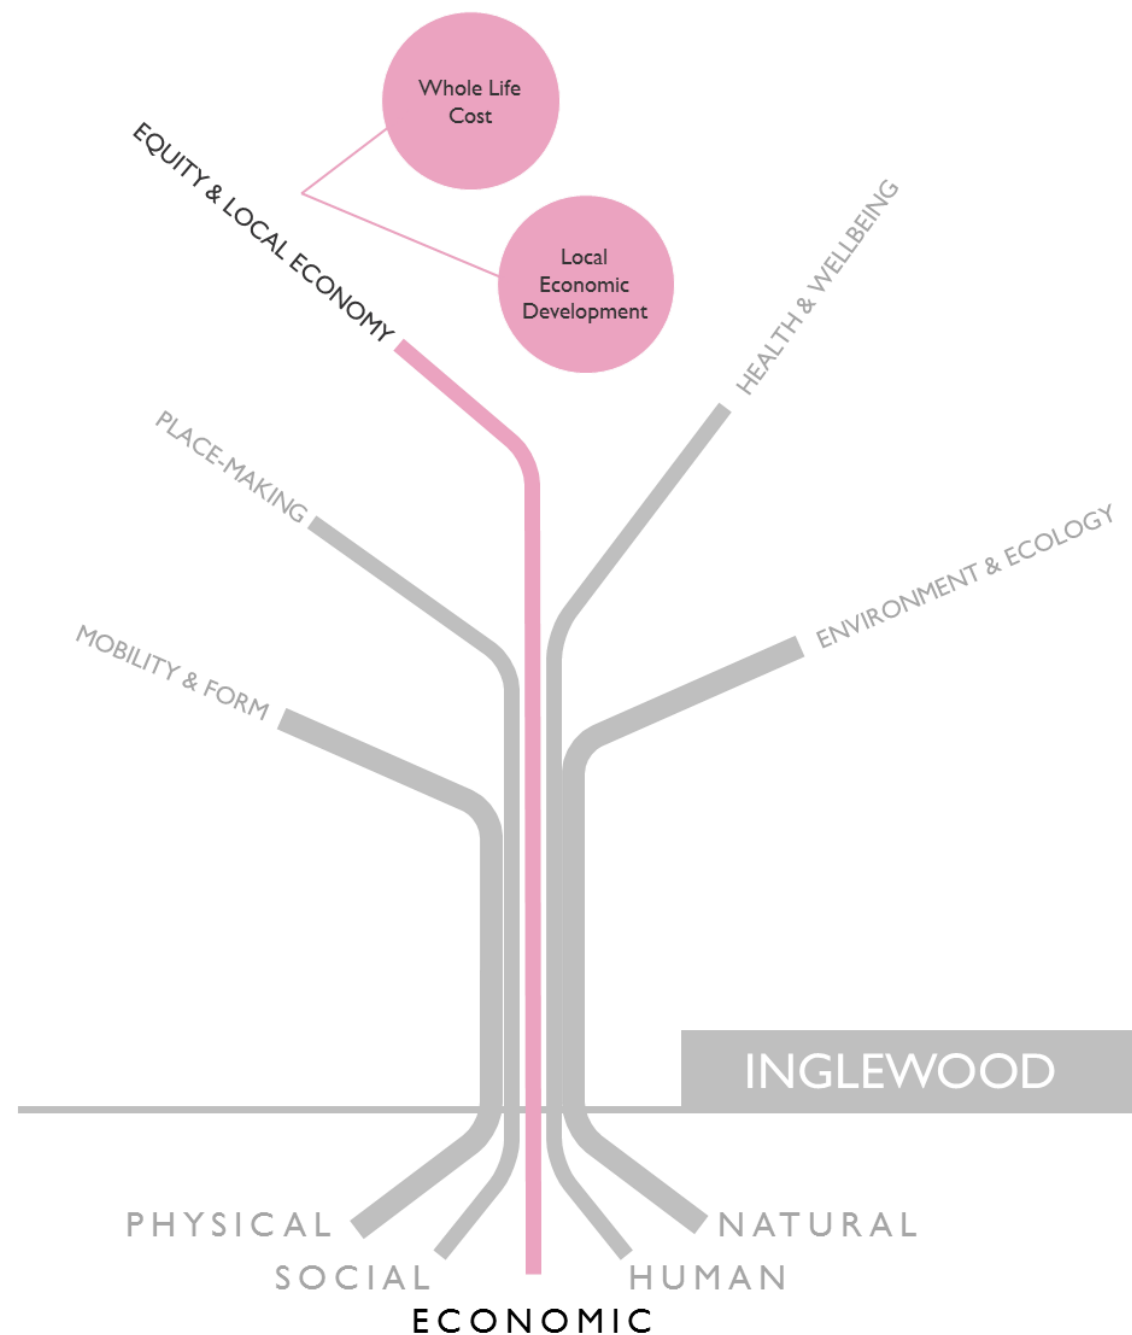 Whole Life
Cost
EQUITY & LOCAL ECONOMY
Local
Economic
Development
HEALTH & WELLBEING
PLACE-MAKING
ENVIRONMENT & ECOLOGY
MOBILITY & FORM
INGLEWOOD
PHYSICAL
NATURAL
SOCIAL
HUMAN
ECONOMIC